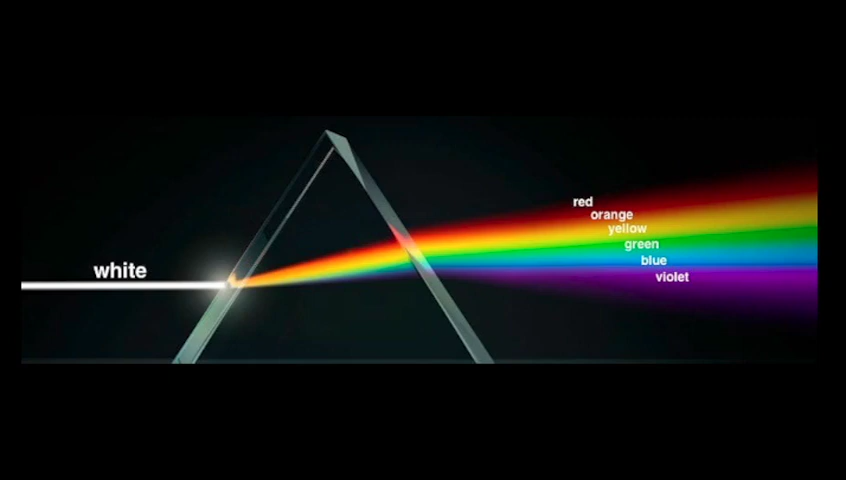 white
red
orange
yellow
green
blue
violet